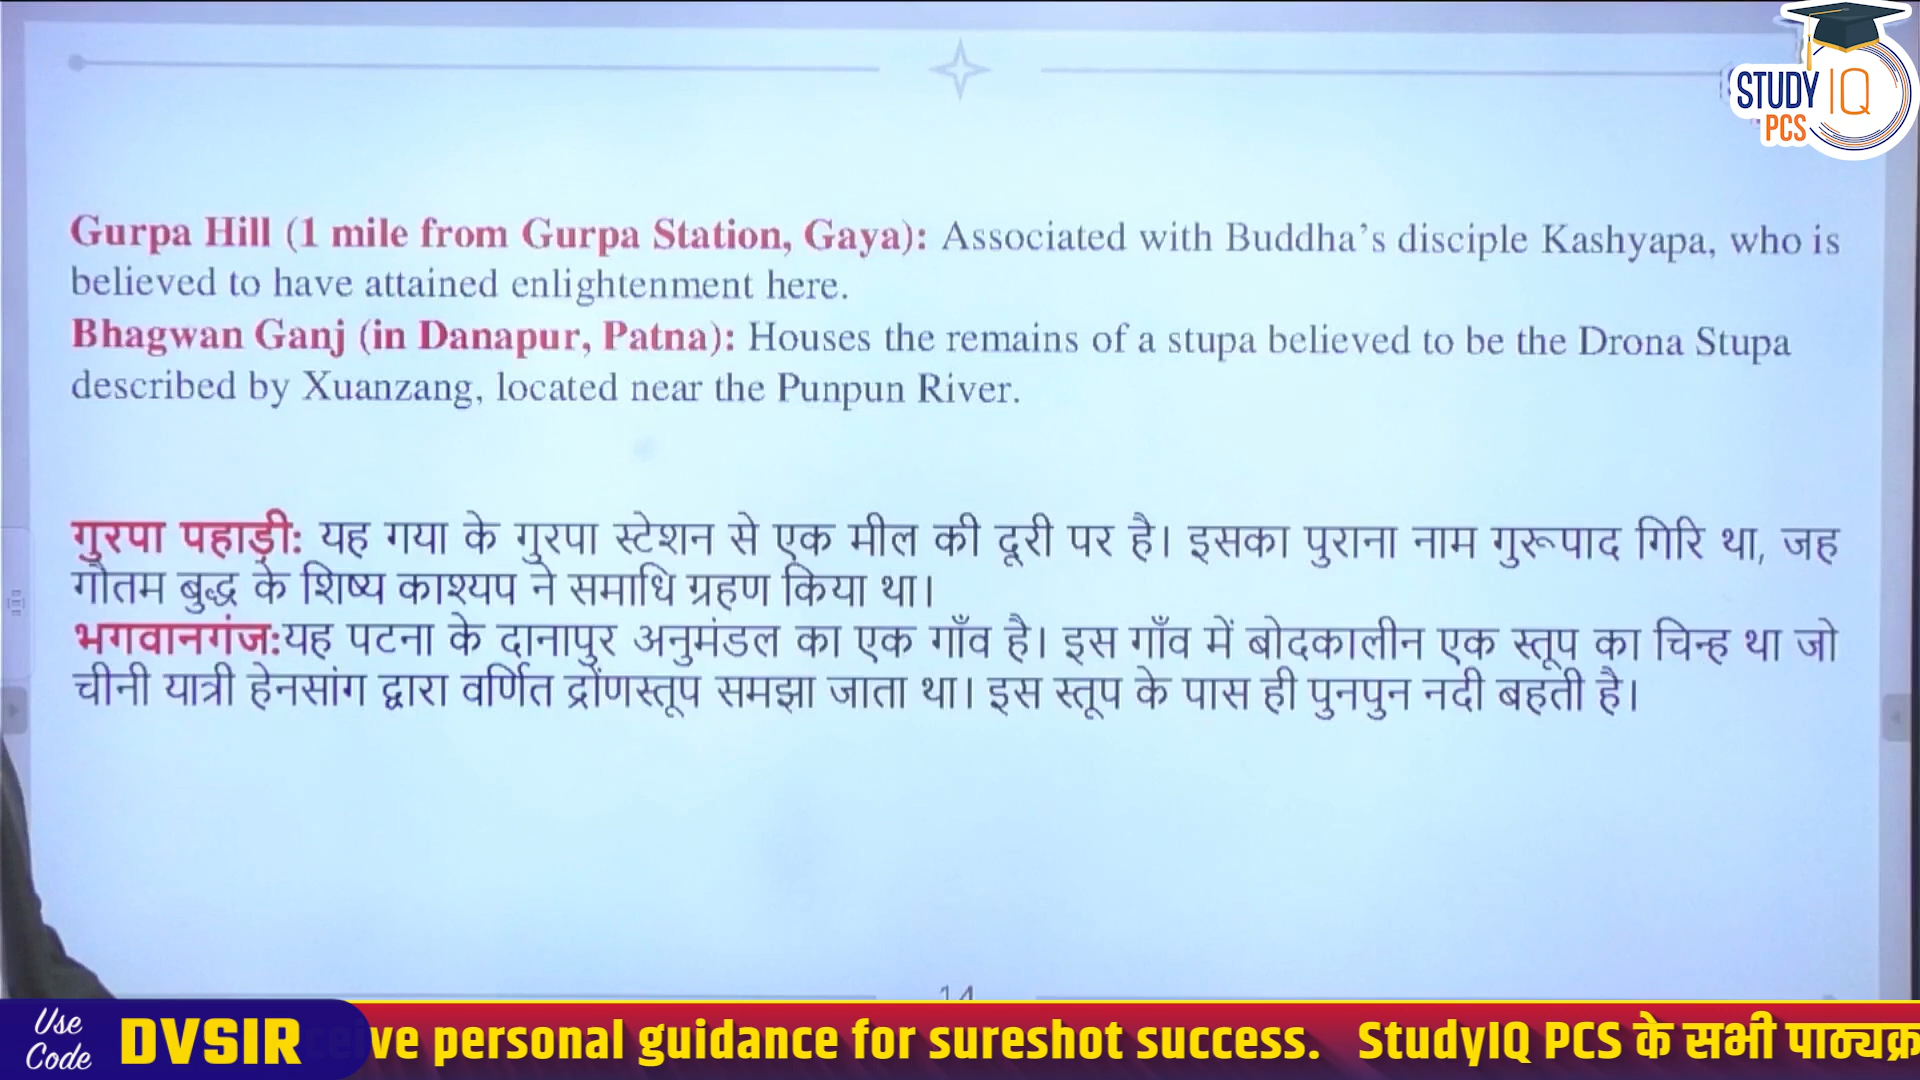 STUDY IQ
PCS
Gurpa Hill (1 mile from Gurpa Station, Gaya): Associated with Buddha's disciple Kashyapa, who is
believed to have attained enlightenment here.
Bhagwan Ganj (in Danapur, Patna): Houses the remains of a stupa believed to be the Drona Stupa
described by Xuanzang, located near the Punpun River.
गुरपा पहाड़ी: यह गया के गुरपा स्टेशन से एक मील की दूरी पर है। इसका पुराना नाम गुरूपाद गिरि था, जह
गौतम बुद्ध के शिष्य काश्यप ने समाधि ग्रहण किया था।
भगवानगंज:यह पटना के दानापुर अनुमंडल का एक गाँव है। इस गाँव में बोदकालीन एक स्तूप का चिन्ह था जो
चीनी यात्री हेनसांग द्वारा वर्णित द्रोंणस्तूप समझा जाता था। इस स्तूप के पास ही पुनपुन नदी बहती है।
14
Use
Code
DVSIR
ve personal guidance for sureshot success. StudyIQ PCS के सभी पाठ्यक्र